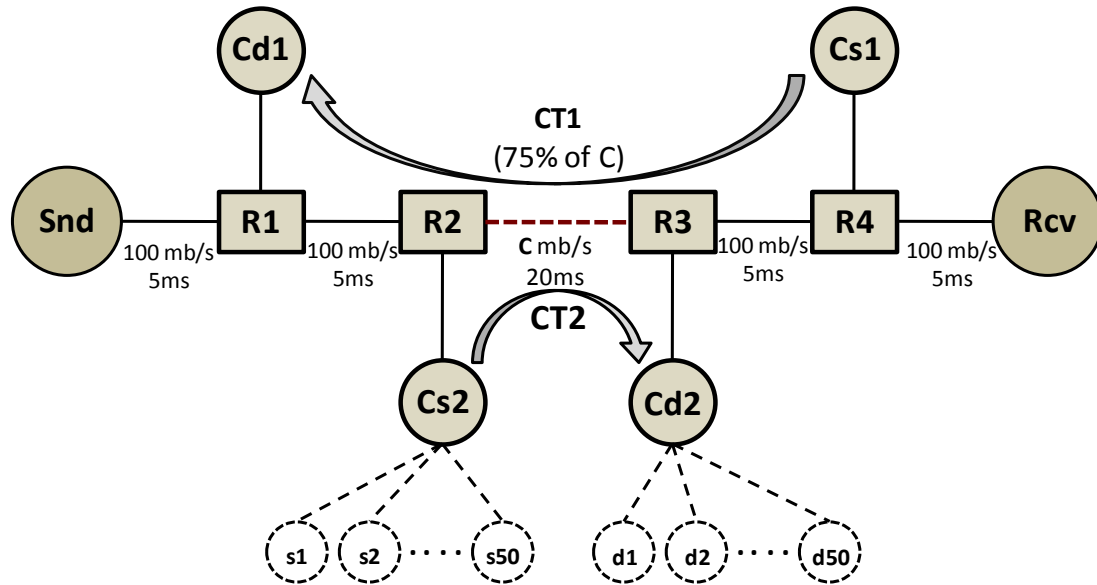 Cd1
Cs1
CT1
(75% of C)
Snd
R1
R2
R3
R4
Rcv
100 mb/s
5ms
100 mb/s
5ms
C mb/s
20ms
100 mb/s
5ms
100 mb/s
5ms
CT2
Cs2
Cd2
s1
s2
· · · ·
s50
d1
d2
· · · ·
d50